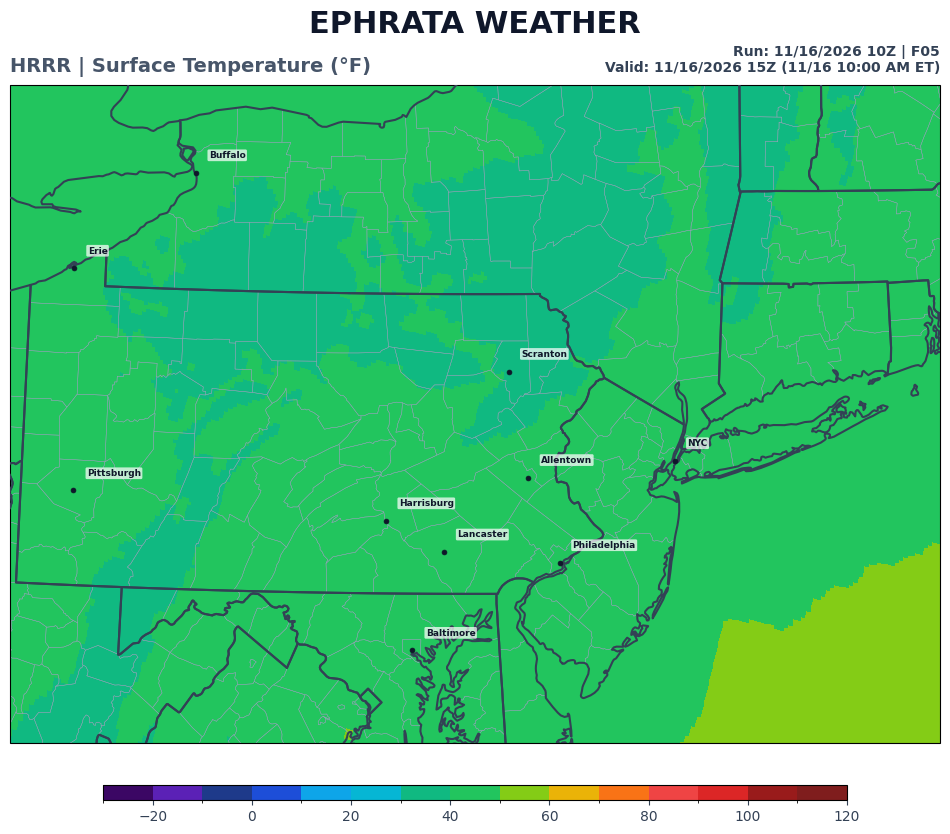 EPHRATA WEATHER
HRRR | Surface Temperature (°F)
Run: 11/16/2026 10Z | F05
Valid: 11/16/2026 15Z (11/16 10:00 AM ET)
Buffalo
Erie
Scranton
NYC
Allentown
Pittsburgh
Harrisburg
Lancaster
Philadelphia
Baltimore
−20 0 20 40 60 80 100 120